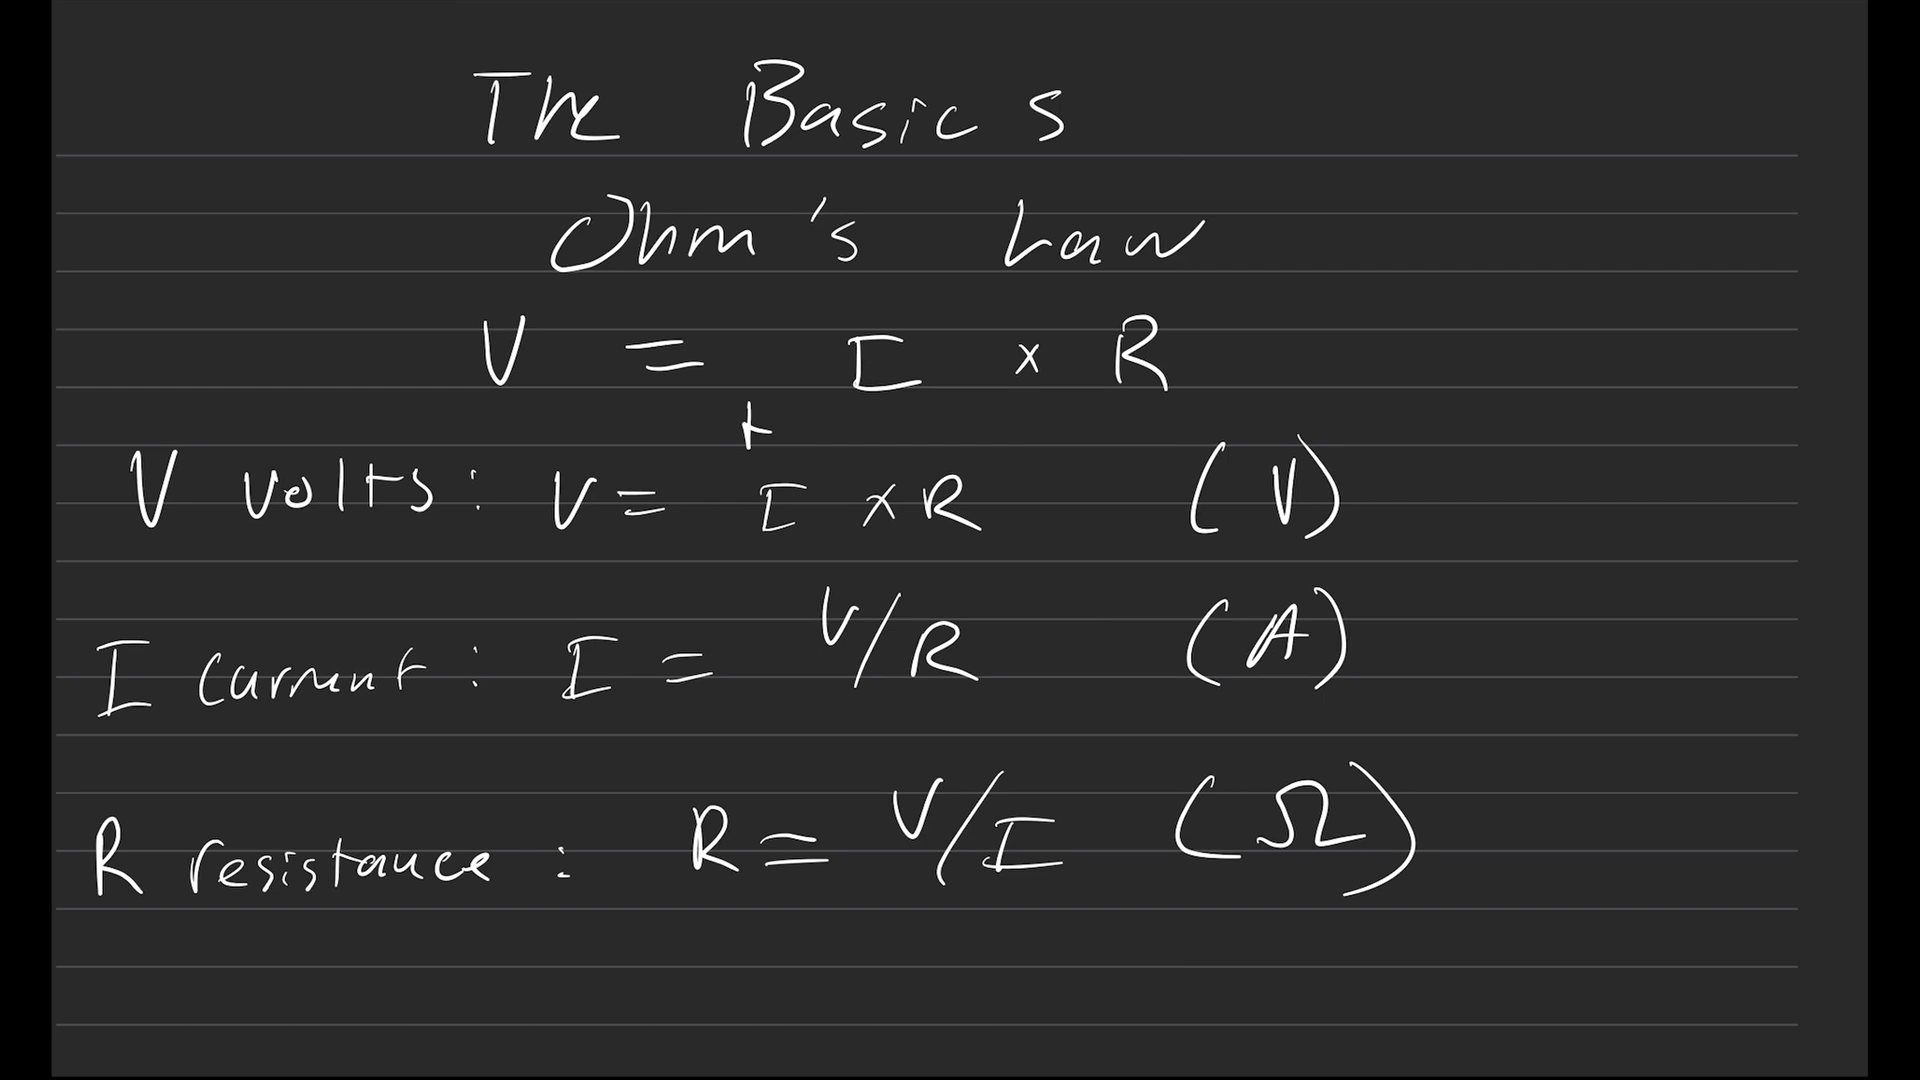 The Basics
Ohm's Law
V = I x R
V volts: V = I x R (V)
I current: I = V/R (A)
R resistance: R = V/I (Ω)